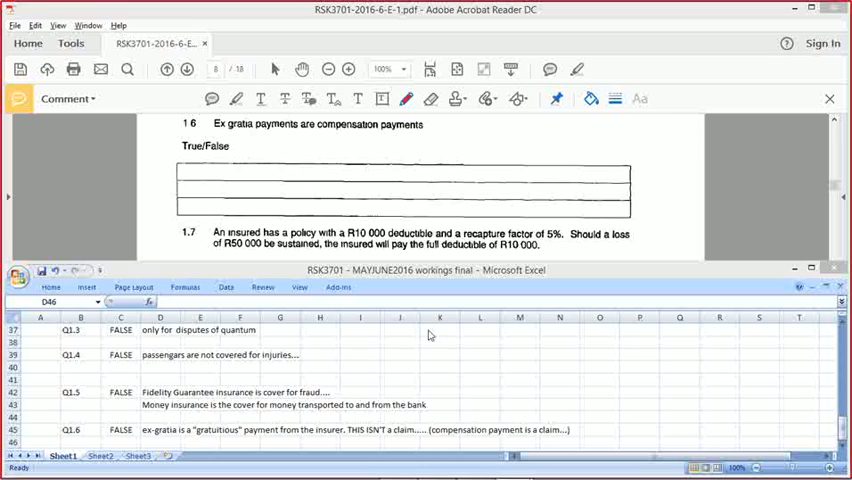 RSK3701-2016-6-E-1.pdf - Adobe Acrobat Reader DC
File Edit View Window Help
Home Tools RSK3701-2016-6-E... × Sign In
8 / 18 100%
Comment
1 6 Ex gratia payments are compensation payments
True/False
1.7 An insured has a policy with a R10 000 deductible and a recapture factor of 5%. Should a loss
of R50 000 be sustained, the insured will pay the full deductible of R10 000.
RSK3701 - MAYJUNE2016 workings final - Microsoft Excel
Home Insert Page Layout Formulas Data Review View Add-Ins
D46 fx
A B C D E F G H I J K L M N O P Q R S T
37 Q1.3 FALSE only for disputes of quantum
38
39 Q1.4 FALSE passengars are not covered for injuries...
40
41
42 Q1.5 FALSE Fidelity Guarantee insurance is cover for fraud....
43 Money insurance is the cover for money transported to and from the bank
44
45 Q1.6 FALSE ex-gratia is a "gratuitious" payment from the insurer. THIS ISN'T a claim..... (compensation payment is a claim...)
46
Sheet1 Sheet2 Sheet3
Ready 100%